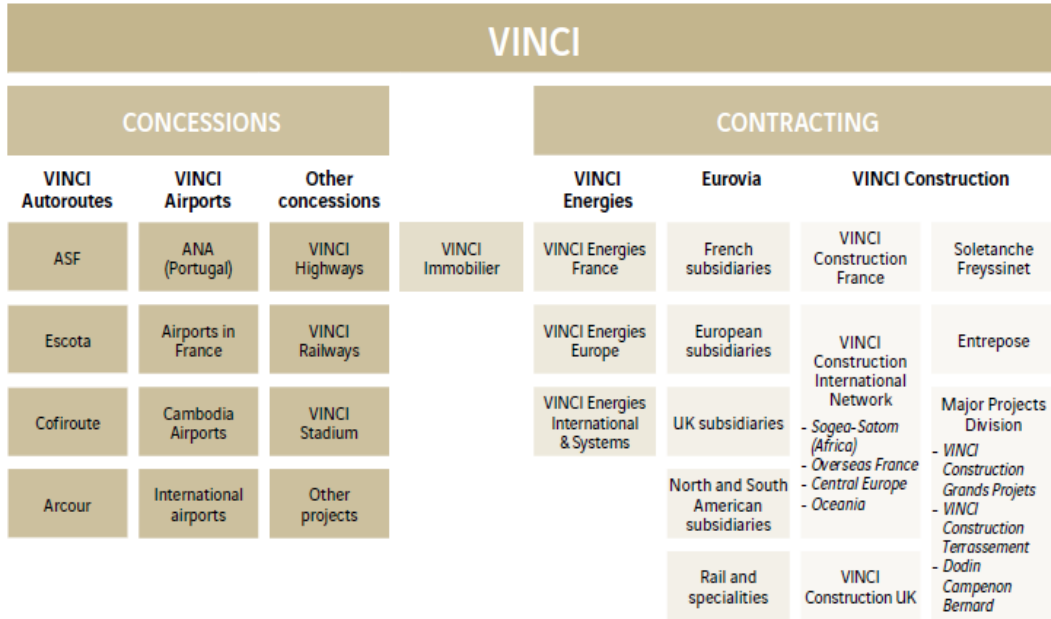 VINCI
CONCESSIONS
CONTRACTING
VINCI
Autoroutes
VINCI
Airports
Other
concessions
VINCI
Energies
Eurovia
VINCI Construction
ASF
ANA
(Portugal)
VINCI
Highways
VINCI
Immobilier
VINCI Energies
France
French
subsidiaries
VINCI
Construction
France
Soletanche
Freyssinet
Escota
Airports in
France
VINCI
Railways
VINCI Energies
Europe
European
subsidiaries
VINCI
Construction
International
Network
- Sogea-Satom
(Africa)
- Overseas France
- Central Europe
- Oceania
Entrepose
Cofiroute
Cambodia
Airports
VINCI
Stadium
VINCI Energies
International
& Systems
UK subsidiaries
Major Projects
Division
- VINCI
Construction
Grands Projets
- VINCI
Construction
Terrassement
- Dodin
Campenon
Bernard
Arcour
International
airports
Other
projects
North and South
American
subsidiaries
Rail and
specialities
VINCI
Construction UK